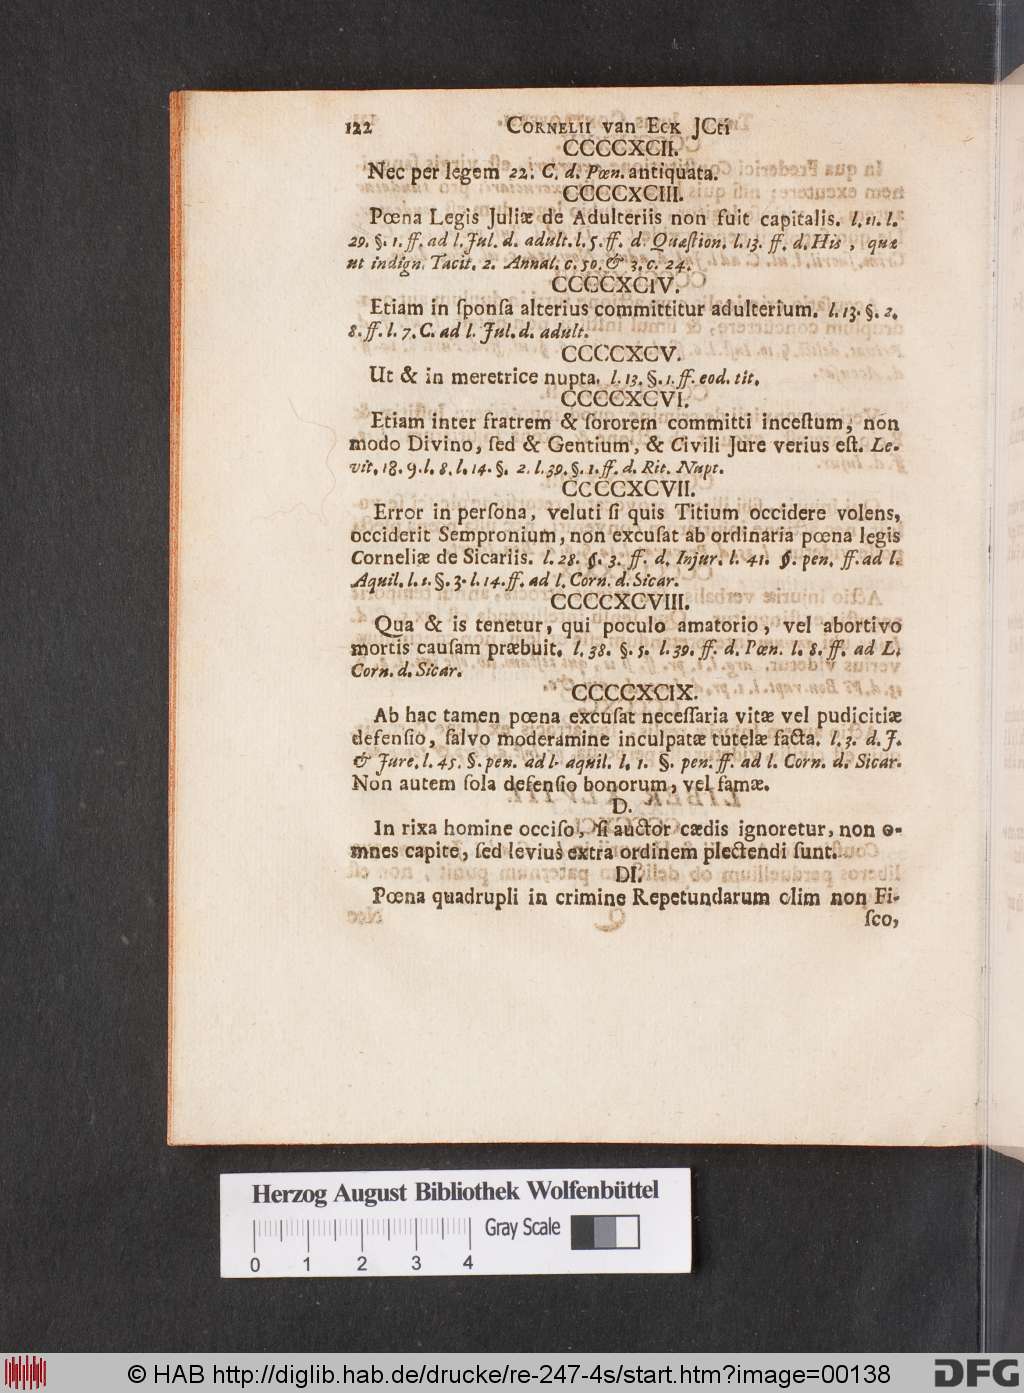 122 CORNELII van ECK JCti
CCCCXCII.
Nec per legem 22. C. d. Pœn. antiquata.
CCCCXCIII.
Pœna Legis Juliæ de Adulteriis non fuit capitalis. l. 11. l.
29. §. 1. ff. ad l. Jul. d. adult. l. 5. ff. d. Quæſtion. l. 13. ff. d. His, quæ
ut indign. Tacit. 2. Annal. c. 50. & 3. c. 24.
CCCCXCIV.
Etiam in ſponſa alterius committitur adulterium. l. 13. §. 2.
8. ff. l. 7. C. ad l. Jul. d. adult.
CCCCXCV.
Ut & in meretrice nupta. l. 13. §. 1. ff. eod. tit.
CCCCXCVI.
Etiam inter fratrem & ſororem committi inceſtum, non
modo Divino, ſed & Gentium, & Civili Jure verius eſt. Le-
vit. 18. 9. l. 8. l. 14. §. 2. l. 39. §. 1. ff. d. Rit. Nupt.
CCCCXCVII.
Error in perſona, veluti ſi quis Titium occidere volens,
occiderit Sempronium, non excuſat ab ordinaria pœna legis
Corneliæ de Sicariis. l. 28. §. 3. ff. d. Injur. l. 41. §. pen. ff. ad l.
Aquil. l. 1. §. 3. l. 14. ff. ad l. Corn. d. Sicar.
CCCCXCVIII.
Qua & is tenetur, qui poculo amatorio, vel abortivo
mortis cauſam præbuit. l. 38. §. 5. l. 39. ff. d. Pœn. l. 8. ff. ad L.
Corn. d. Sicar.
CCCCXCIX.
Ab hac tamen pœna excuſat neceſſaria vitæ vel pudicitiæ
defenſio, ſalvo moderamine inculpatæ tutelæ facta. l. 3. d. J.
& Jure. l. 45. §. pen. ad l. aquil. l. 1. §. pen. ff. ad l. Corn. d. Sicar.
Non autem ſola defenſio bonorum, vel famæ.
D.
In rixa homine occiſo, ſi auctor cædis ignoretur, non o-
mnes capite, ſed levius extra ordinem plectendi ſunt.
DI.
Pœna quadrupli in crimine Repetundarum olim non Fi-
ſco,
Herzog August Bibliothek Wolfenbüttel
Gray Scale
0 1 2 3 4
© HAB http://diglib.hab.de/drucke/re-247-4s/start.htm?image=00138
DFG